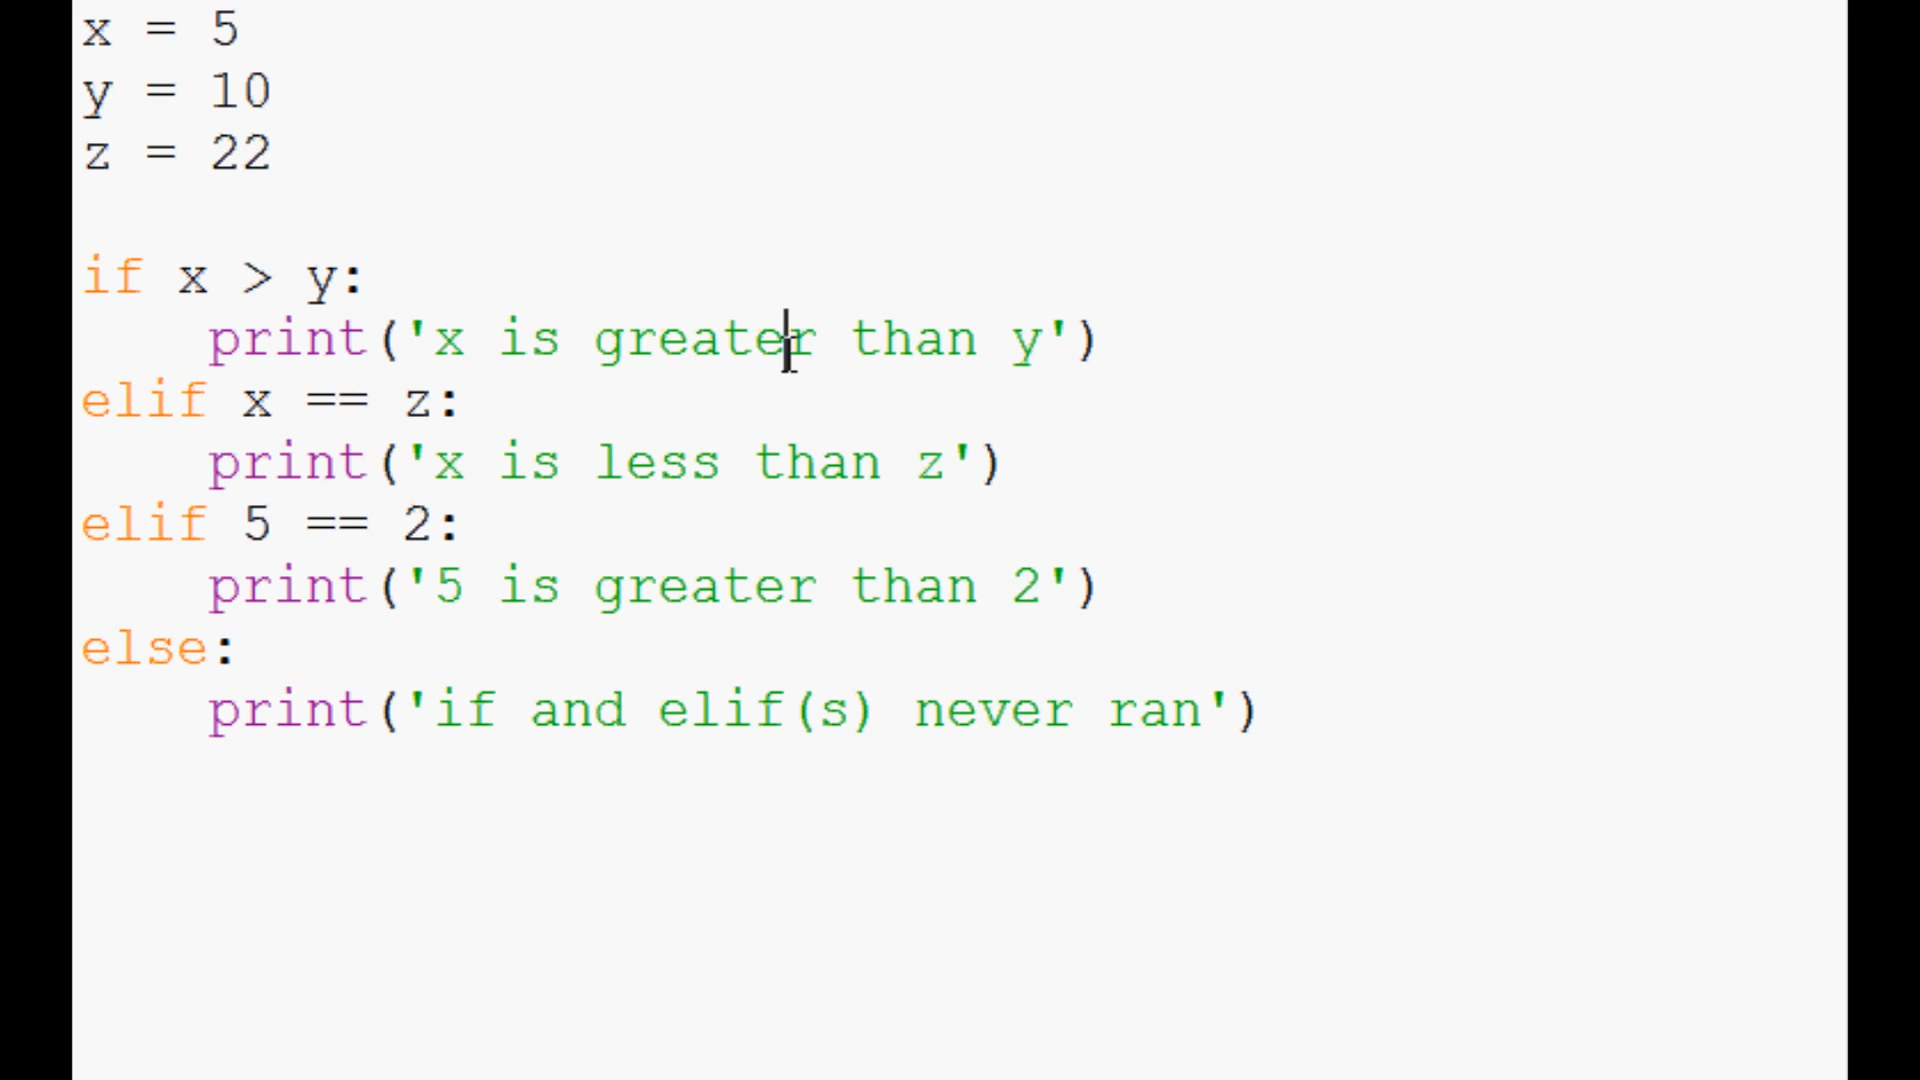 x = 5
y = 10
z = 22

if x > y:
    print('x is greater than y')
elif x == z:
    print('x is less than z')
elif 5 == 2:
    print('5 is greater than 2')
else:
    print('if and elif(s) never ran')